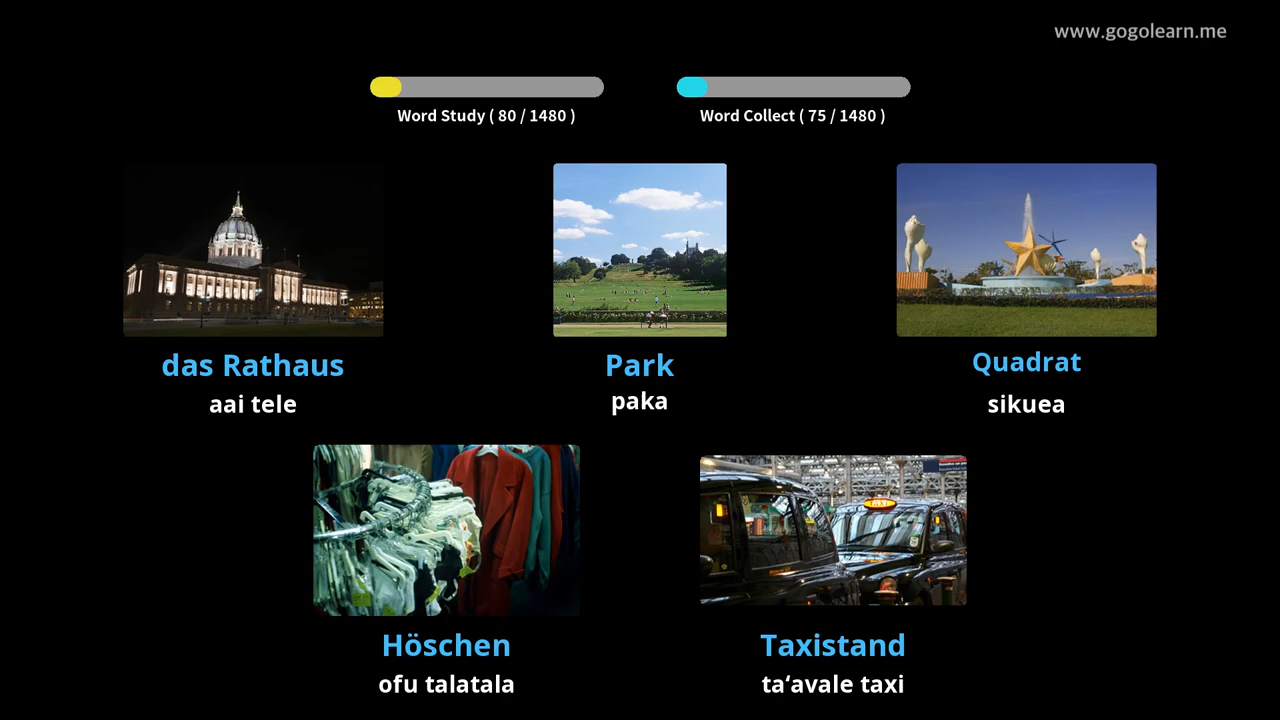 www.gogolearn.me
Word Study ( 80 / 1480 )
Word Collect ( 75 / 1480 )
das Rathaus
aai tele
Park
paka
Quadrat
sikuea
TAXI
Höschen
ofu talatala
Taxistand
ta‘avale taxi